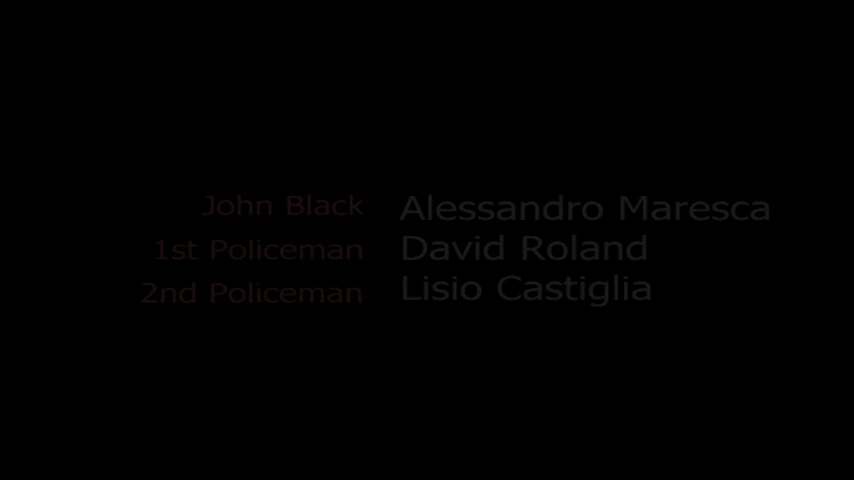 John Black Alessandro Maresca
1st Policeman David Roland
2nd Policeman Lisio Castiglia